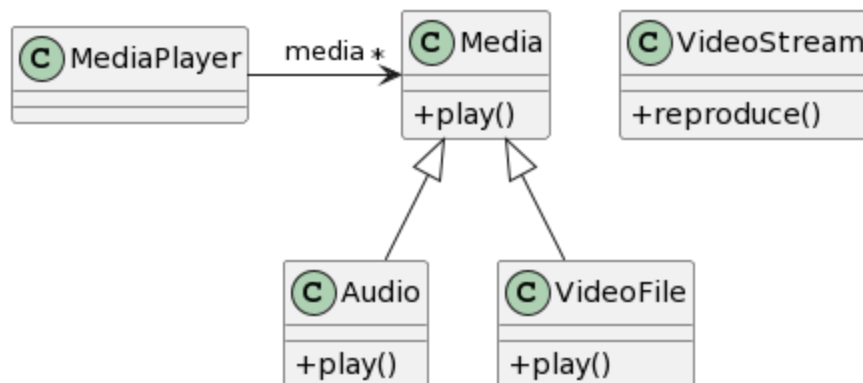 C MediaPlayer
media *
C Media
+play()
C VideoStream
+reproduce()
C Audio
+play()
C VideoFile
+play()